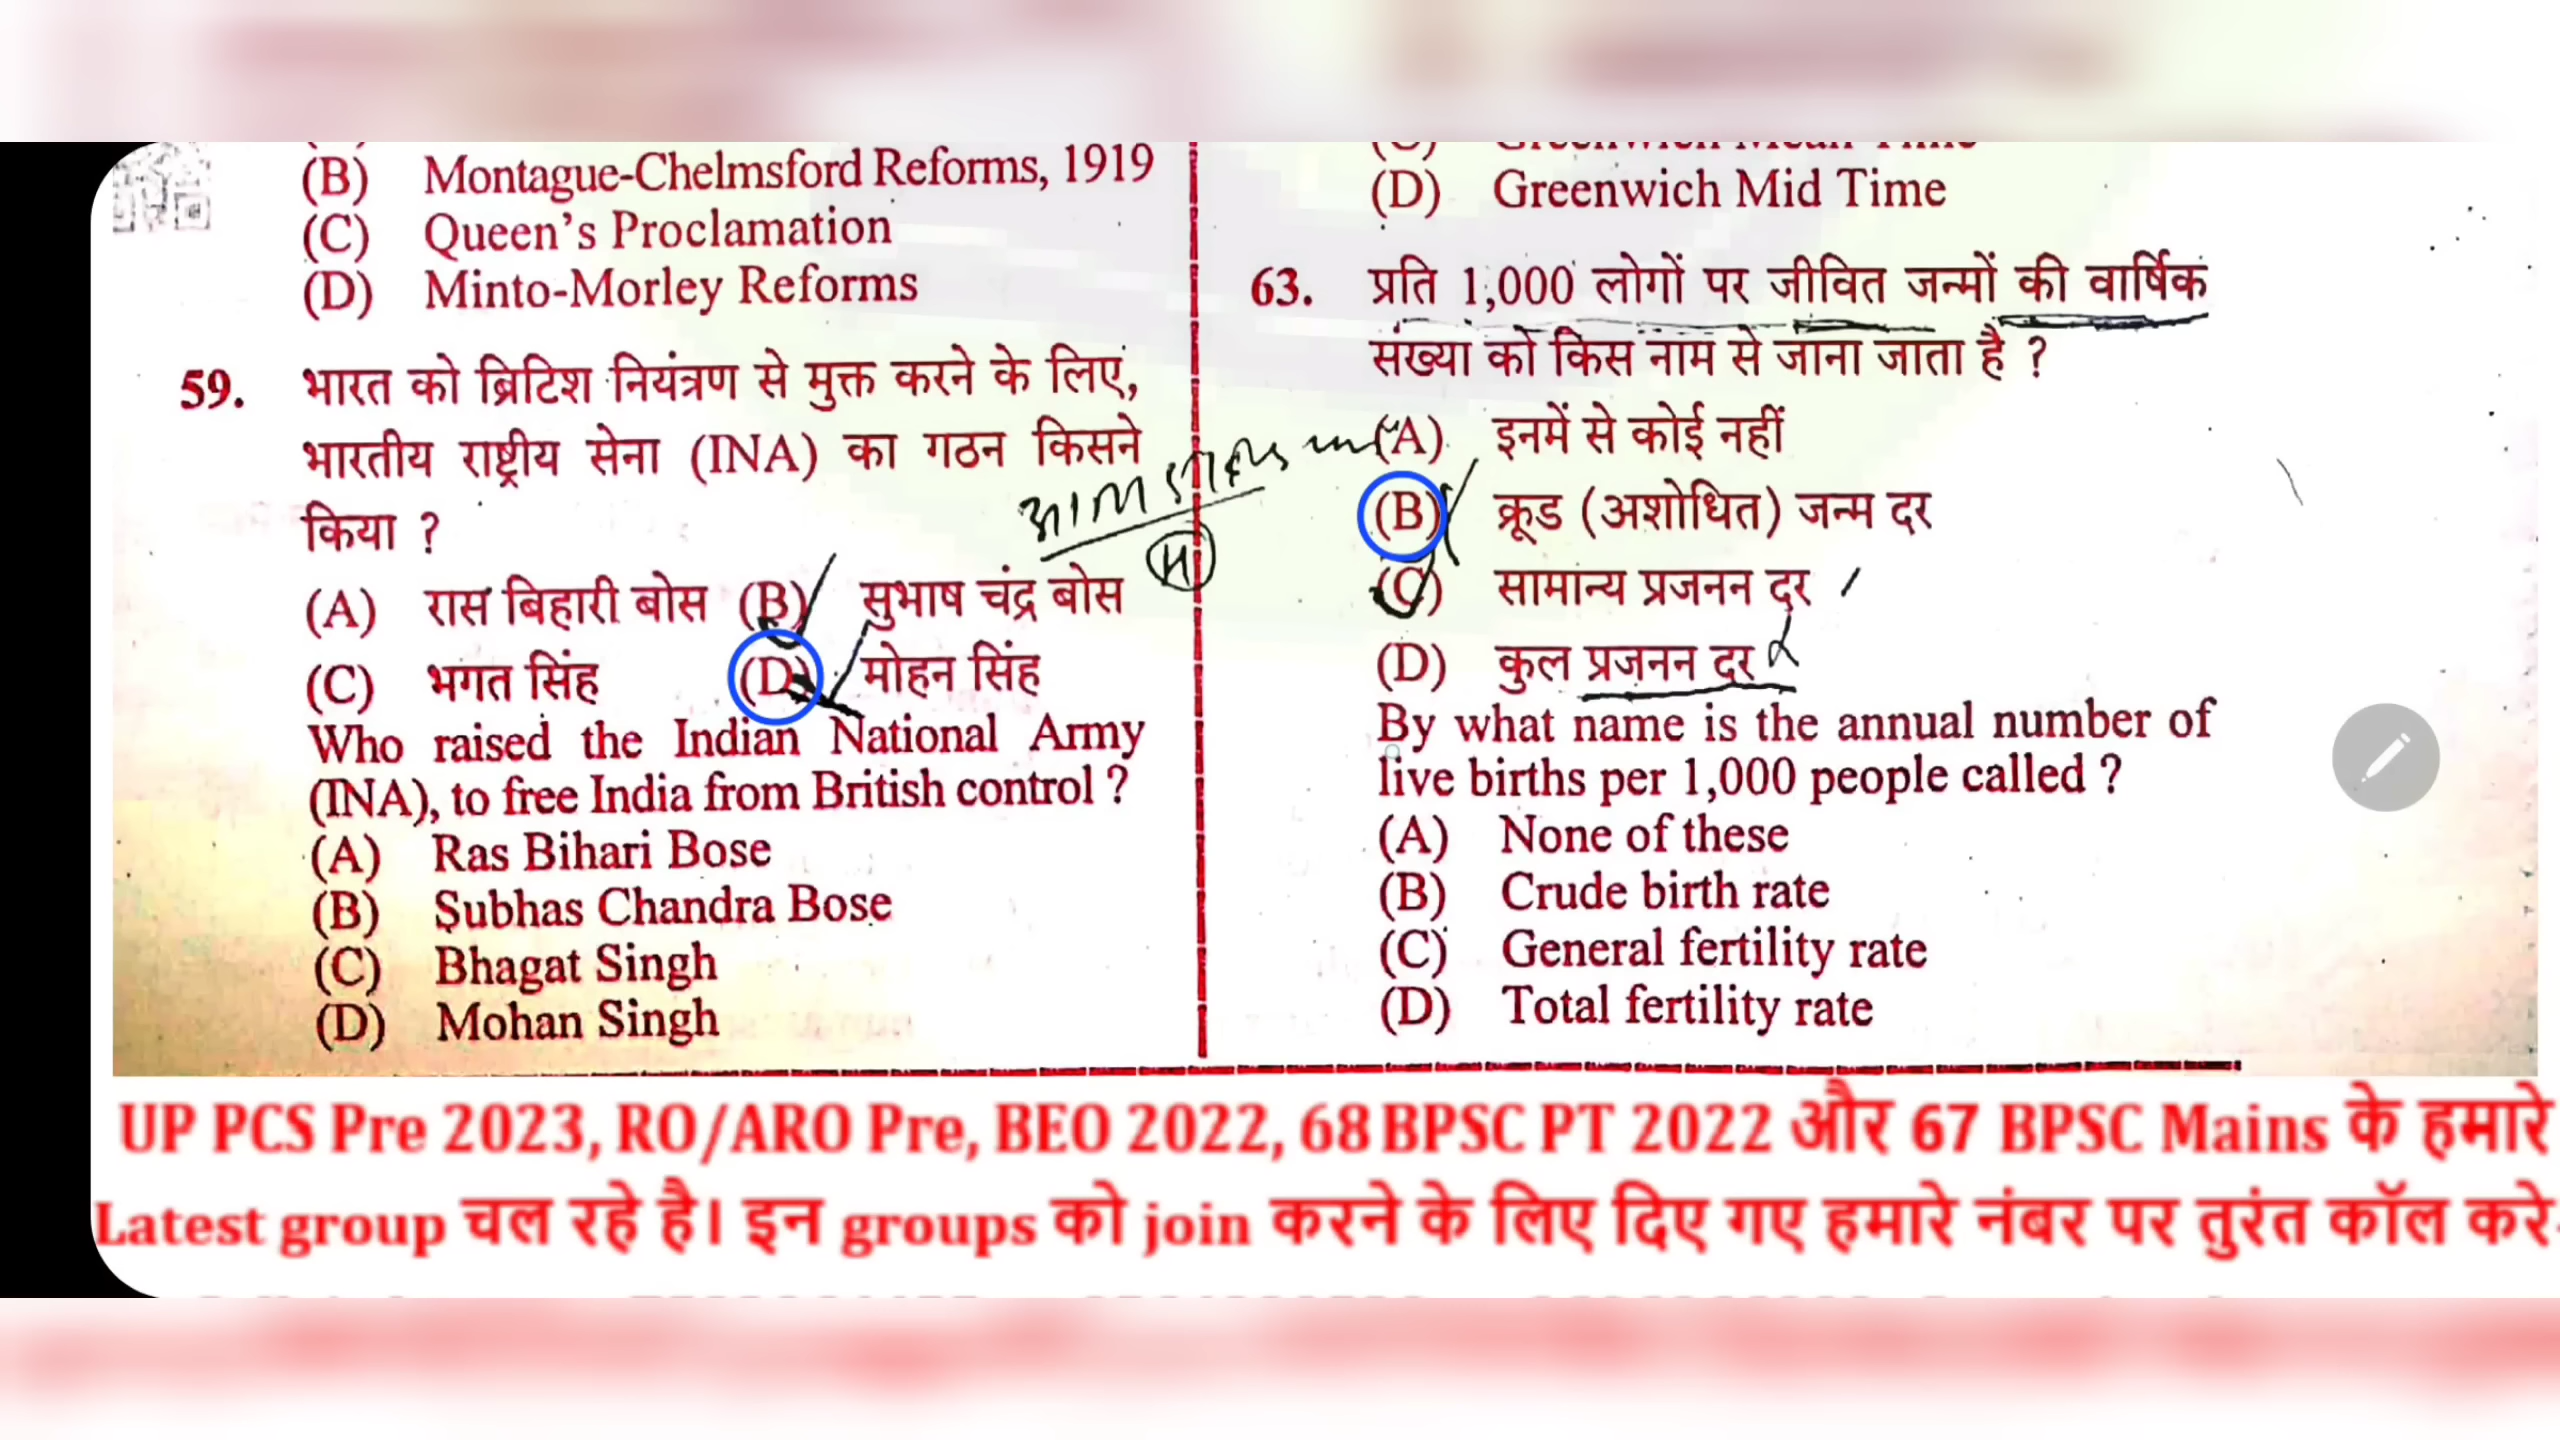 (B) Montague-Chelmsford Reforms, 1919
(C) Queen's Proclamation
(D) Minto-Morley Reforms
59. भारत को ब्रिटिश नियंत्रण से मुक्त करने के लिए,
भारतीय राष्ट्रीय सेना (INA) का गठन किसने
किया ?
(A) रास बिहारी बोस (B) सुभाष चंद्र बोस
(C) भगत सिंह (D) मोहन सिंह
Who raised the Indian National Army
(INA), to free India from British control ?
(A) Ras Bihari Bose
(B) Subhas Chandra Bose
(C) Bhagat Singh
(D) Mohan Singh
(C) Greenwich Mean Time
(D) Greenwich Mid Time
63. प्रति 1,000 लोगों पर जीवित जन्मों की वार्षिक
संख्या को किस नाम से जाना जाता है ?
(A) इनमें से कोई नहीं
(B) क्रूड (अशोधित) जन्म दर
(C) सामान्य प्रजनन दर
(D) कुल प्रजनन दर
By what name is the annual number of
live births per 1,000 people called ?
(A) None of these
(B) Crude birth rate
(C) General fertility rate
(D) Total fertility rate
UP PCS Pre 2023, RO/ARO Pre, BEO 2022, 68 BPSC PT 2022 और 67 BPSC Mains के हमारे
Latest group चल रहे है। इन groups को join करने के लिए दिए गए हमारे नंबर पर तुरंत कॉल करे-